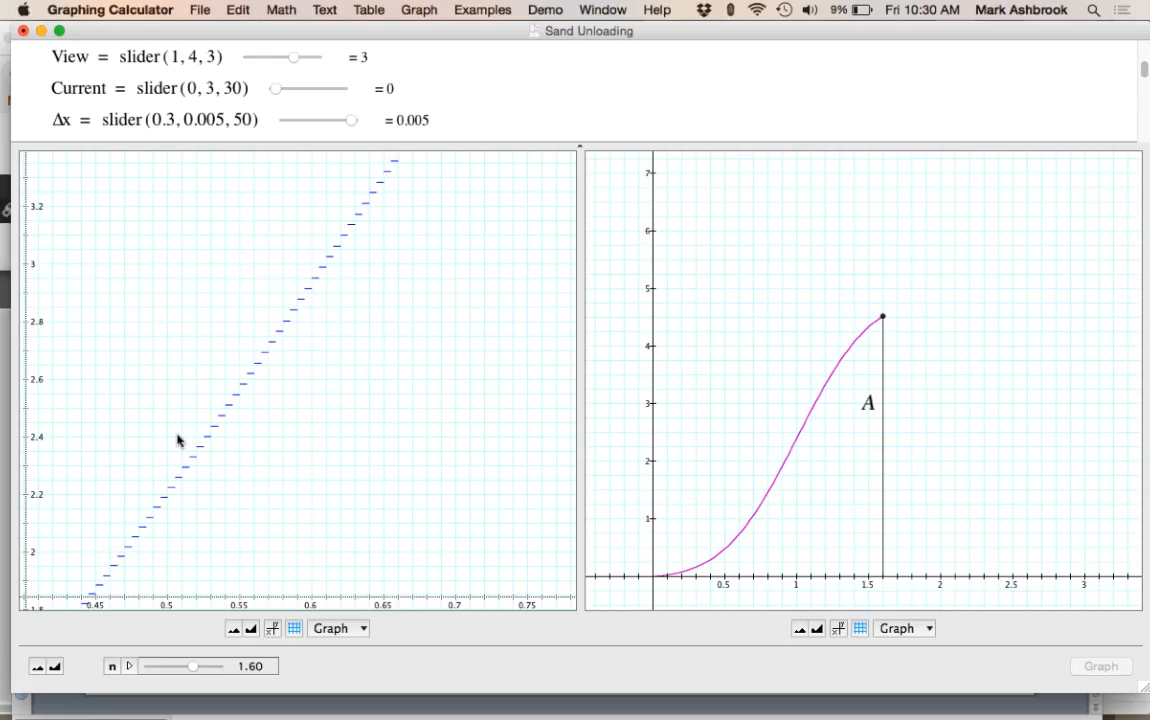 Graphing Calculator File Edit Math Text Table Graph Examples Demo Window Help 9% Fri 10:30 AM Mark Ashbrook
Sand Unloading
View = slider (1, 4, 3) = 3
Current = slider (0, 3, 30) = 0
Δx = slider (0.3, 0.005, 50) = 0.005
3.2
3
2.8
2.6
2.4
2.2
2
1.8
0.45 0.5 0.55 0.6 0.65 0.7 0.75
7
6
5
4
3
2
1
A
0.5 1 1.5 2 2.5 3
Graph
Graph
n 1.60
Graph